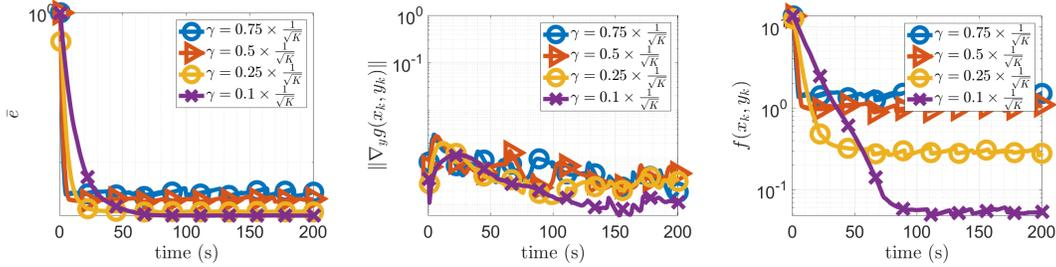 10^0
γ = 0.75 × 1/√K
γ = 0.5 × 1/√K
γ = 0.25 × 1/√K
γ = 0.1 × 1/√K
ē
0 50 100 150 200
time (s)
10^0
10^-1
γ = 0.75 × 1/√K
γ = 0.5 × 1/√K
γ = 0.25 × 1/√K
γ = 0.1 × 1/√K
‖∇_y g(x_k, y_k)‖
0 50 100 150 200
time (s)
10^1
10^0
10^-1
γ = 0.75 × 1/√K
γ = 0.5 × 1/√K
γ = 0.25 × 1/√K
γ = 0.1 × 1/√K
f(x_k, y_k)
0 50 100 150 200
time (s)